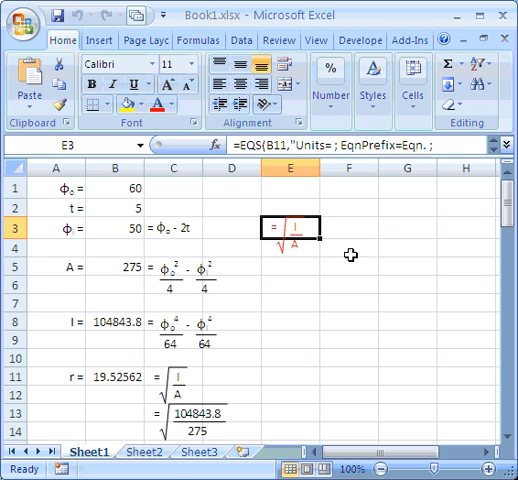 Book1.xlsx - Microsoft Excel
Home Insert Page Layc Formulas Data Review View Develope Add-Ins
Calibri 11
Paste B I U A A Number Styles Cells
Clipboard Font Alignment Editing
E3 fx =EQS(B11,"Units= ; EqnPrefix=Eqn. ;
A B C D E F G H
1 ϕo = 60
2 t = 5
3 ϕi = 50 = ϕo - 2t = √(I/A)
4
5 A = 275 = ϕo²/4 - ϕi²/4
6
7
8 I = 104843.8 = ϕo⁴/64 - ϕi⁴/64
9
10
11 r = 19.52562 = √(I/A)
12
13 = √(104843.8/275)
14
Sheet1 Sheet2 Sheet3
100%